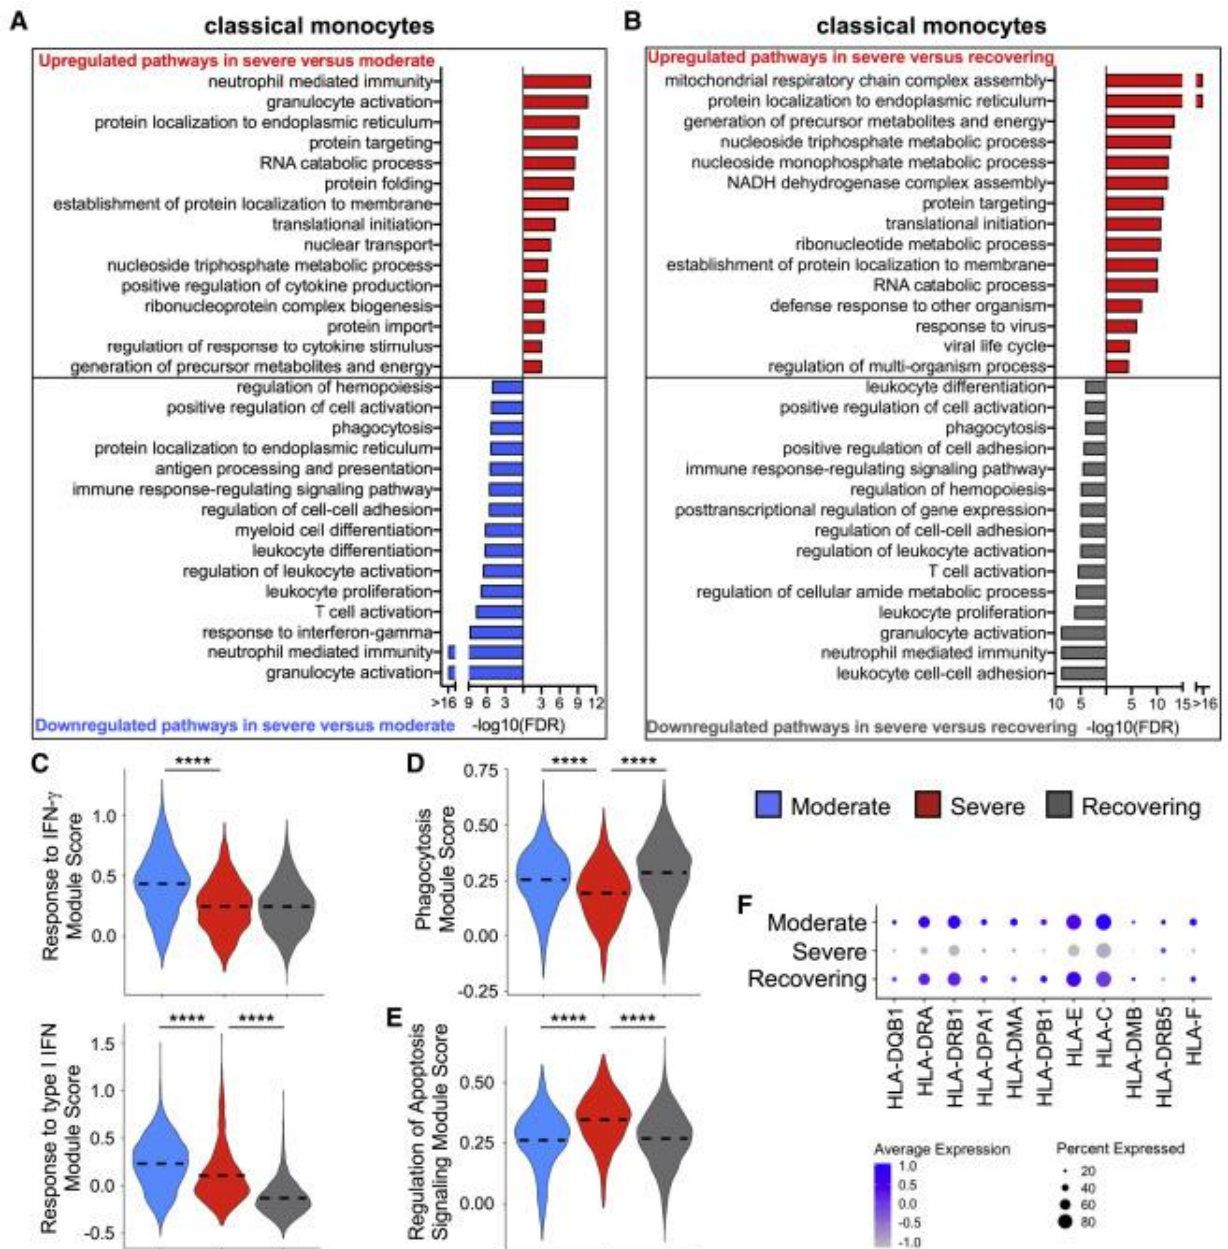 A
classical monocytes
Upregulated pathways in severe versus moderate
neutrophil mediated immunity
granulocyte activation
protein localization to endoplasmic reticulum
protein targeting
RNA catabolic process
protein folding
establishment of protein localization to membrane
translational initiation
nuclear transport
nucleoside triphosphate metabolic process
positive regulation of cytokine production
ribonucleoprotein complex biogenesis
protein import
regulation of response to cytokine stimulus
generation of precursor metabolites and energy
regulation of hemopoiesis
positive regulation of cell activation
phagocytosis
protein localization to endoplasmic reticulum
antigen processing and presentation
immune response-regulating signaling pathway
regulation of cell-cell adhesion
myeloid cell differentiation
leukocyte differentiation
regulation of leukocyte activation
leukocyte proliferation
T cell activation
response to interferon-gamma
neutrophil mediated immunity
granulocyte activation
>16 9 6 3 3 6 9 12
Downregulated pathways in severe versus moderate -log10(FDR)
B
classical monocytes
Upregulated pathways in severe versus recovering
mitochondrial respiratory chain complex assembly
protein localization to endoplasmic reticulum
generation of precursor metabolites and energy
nucleoside triphosphate metabolic process
nucleoside monophosphate metabolic process
NADH dehydrogenase complex assembly
protein targeting
translational initiation
ribonucleotide metabolic process
establishment of protein localization to membrane
RNA catabolic process
defense response to other organism
response to virus
viral life cycle
regulation of multi-organism process
leukocyte differentiation
positive regulation of cell activation
phagocytosis
positive regulation of cell adhesion
immune response-regulating signaling pathway
regulation of hemopoiesis
posttranscriptional regulation of gene expression
regulation of cell-cell adhesion
regulation of leukocyte activation
T cell activation
regulation of cellular amide metabolic process
leukocyte proliferation
granulocyte activation
neutrophil mediated immunity
leukocyte cell-cell adhesion
10 5 5 10 15 >16
Downregulated pathways in severe versus recovering -log10(FDR)
C
****
Response to IFN-γ
Module Score
1.0
0.5
0.0
**** ****
Response to type I IFN
Module Score
1.5
1.0
0.5
0.0
-0.5
D
**** ****
Phagocytosis
Module Score
0.75
0.50
0.25
0.00
-0.25
E
**** ****
Regulation of Apoptosis
Signaling Module Score
0.50
0.25
0.00
Moderate Severe Recovering
F
Moderate
Severe
Recovering
HLA-DQB1
HLA-DRA
HLA-DRB1
HLA-DPA1
HLA-DMA
HLA-DPB1
HLA-E
HLA-C
HLA-DMB
HLA-DRB5
HLA-F
Average Expression
1.0
0.5
0.0
-0.5
-1.0
Percent Expressed
20
40
60
80